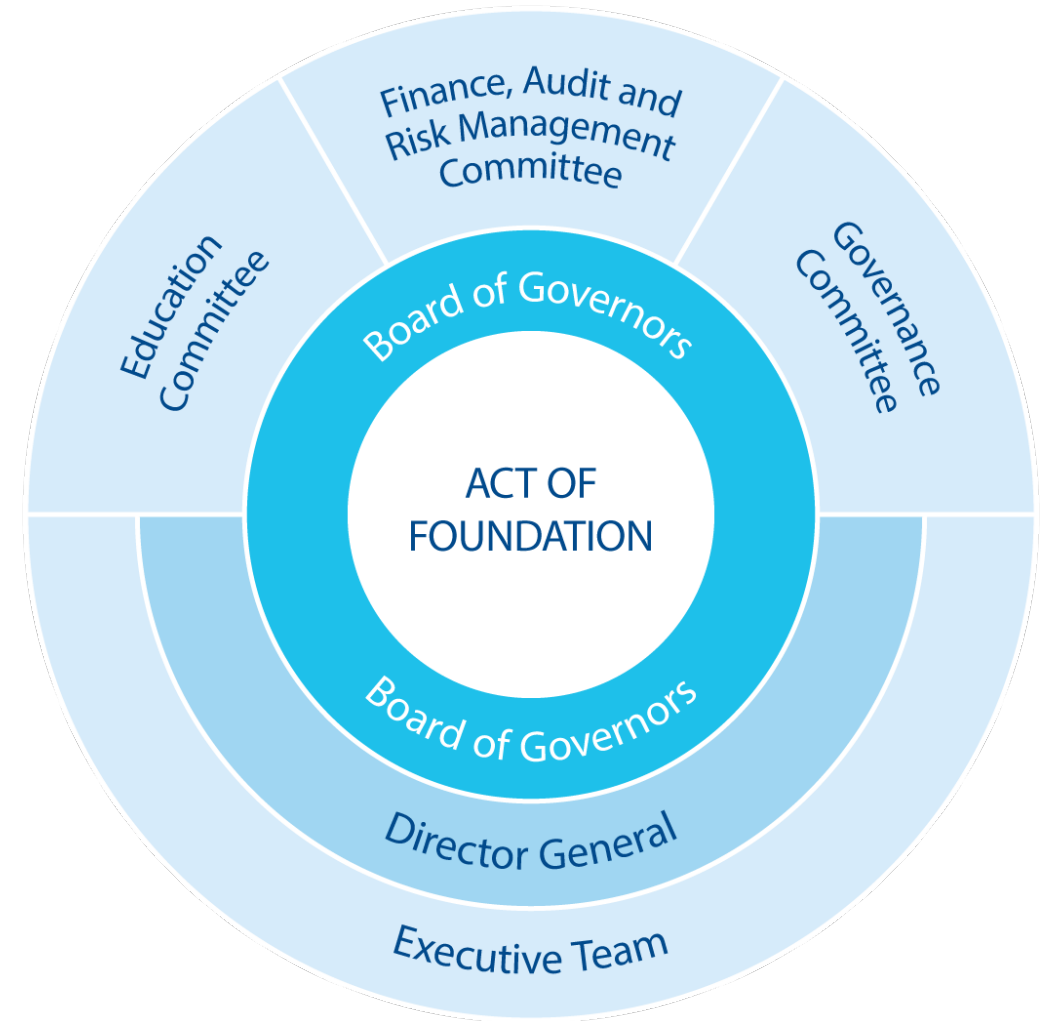 Finance, Audit and
Risk Management
Committee
Education
Committee
Governance
Committee
Board of Governors
ACT OF
FOUNDATION
Board of Governors
Director General
Executive Team